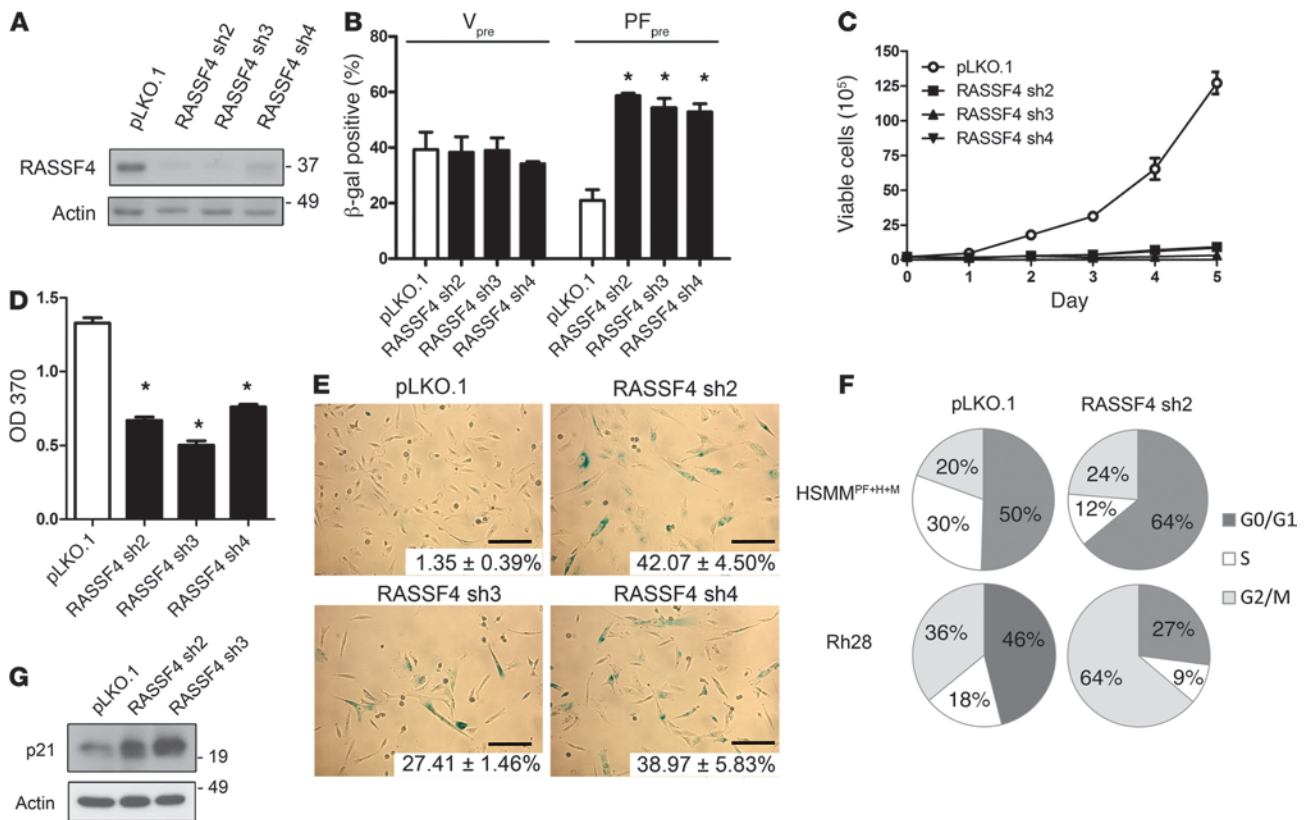 A
pLKO.1
RASSF4 sh2
RASSF4 sh3
RASSF4 sh4
RASSF4
- 37
- 49
Actin
B
V pre
PF pre
β-gal positive (%)
80
60
40
20
0
* * *
pLKO.1
RASSF4 sh2
RASSF4 sh3
RASSF4 sh4
pLKO.1
RASSF4 sh2
RASSF4 sh3
RASSF4 sh4
C
Viable cells (10⁵)
150
125
100
75
50
25
0
pLKO.1
RASSF4 sh2
RASSF4 sh3
RASSF4 sh4
0 1 2 3 4 5
Day
D
OD 370
1.5
1.0
0.5
0.0
* * *
pLKO.1
RASSF4 sh2
RASSF4 sh3
RASSF4 sh4
E
pLKO.1
RASSF4 sh2
1.35 ± 0.39%
42.07 ± 4.50%
RASSF4 sh3
RASSF4 sh4
27.41 ± 1.46%
38.97 ± 5.83%
F
pLKO.1
RASSF4 sh2
HSMM^PF+H+M
20%
30%
50%
24%
12%
64%
Rh28
36%
18%
46%
64%
9%
27%
G0/G1
S
G2/M
G
pLKO.1
RASSF4 sh2
RASSF4 sh3
p21
- 19
- 49
Actin